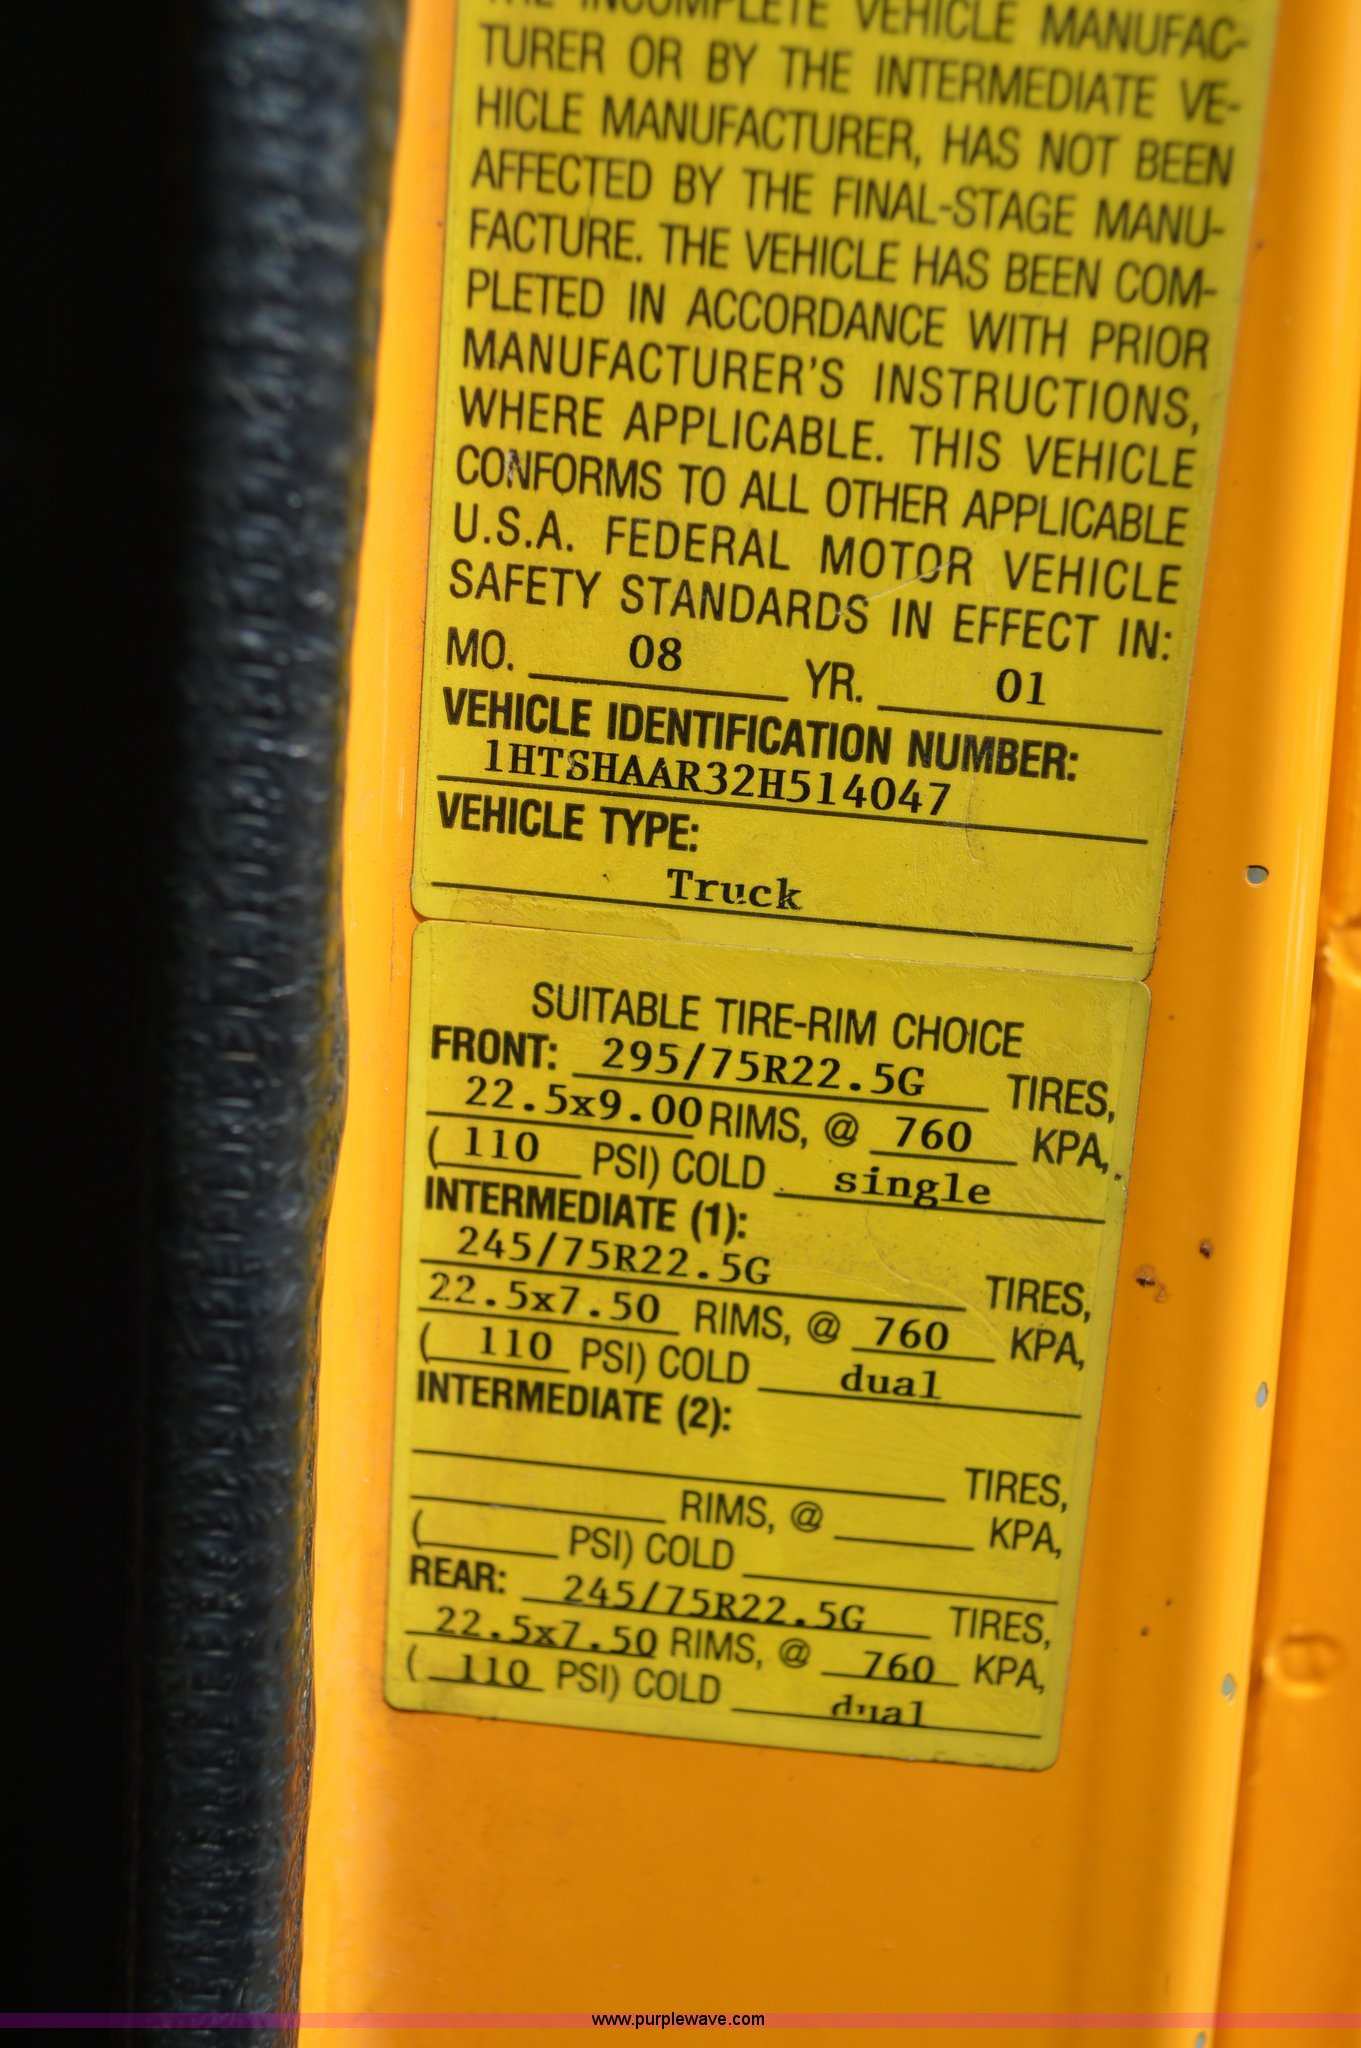 THE INCOMPLETE VEHICLE MANUFAC-
TURER OR BY THE INTERMEDIATE VE-
HICLE MANUFACTURER, HAS NOT BEEN
AFFECTED BY THE FINAL-STAGE MANU-
FACTURE. THE VEHICLE HAS BEEN COM-
PLETED IN ACCORDANCE WITH PRIOR
MANUFACTURER'S INSTRUCTIONS,
WHERE APPLICABLE. THIS VEHICLE
CONFORMS TO ALL OTHER APPLICABLE
U.S.A. FEDERAL MOTOR VEHICLE
SAFETY STANDARDS IN EFFECT IN:
MO. 08 YR. 01
VEHICLE IDENTIFICATION NUMBER:
1HTSHAAR32H514047
VEHICLE TYPE:
Truck
SUITABLE TIRE-RIM CHOICE
FRONT: 295/75R22.5G TIRES,
22.5x9.00 RIMS, @ 760 KPA,
( 110 PSI) COLD single
INTERMEDIATE (1):
245/75R22.5G TIRES,
22.5x7.50 RIMS, @ 760 KPA,
( 110 PSI) COLD dual
INTERMEDIATE (2):
TIRES,
RIMS, @ KPA,
( PSI) COLD
REAR: 245/75R22.5G TIRES,
22.5x7.50 RIMS, @ 760 KPA,
( 110 PSI) COLD dual
www.purplewave.com